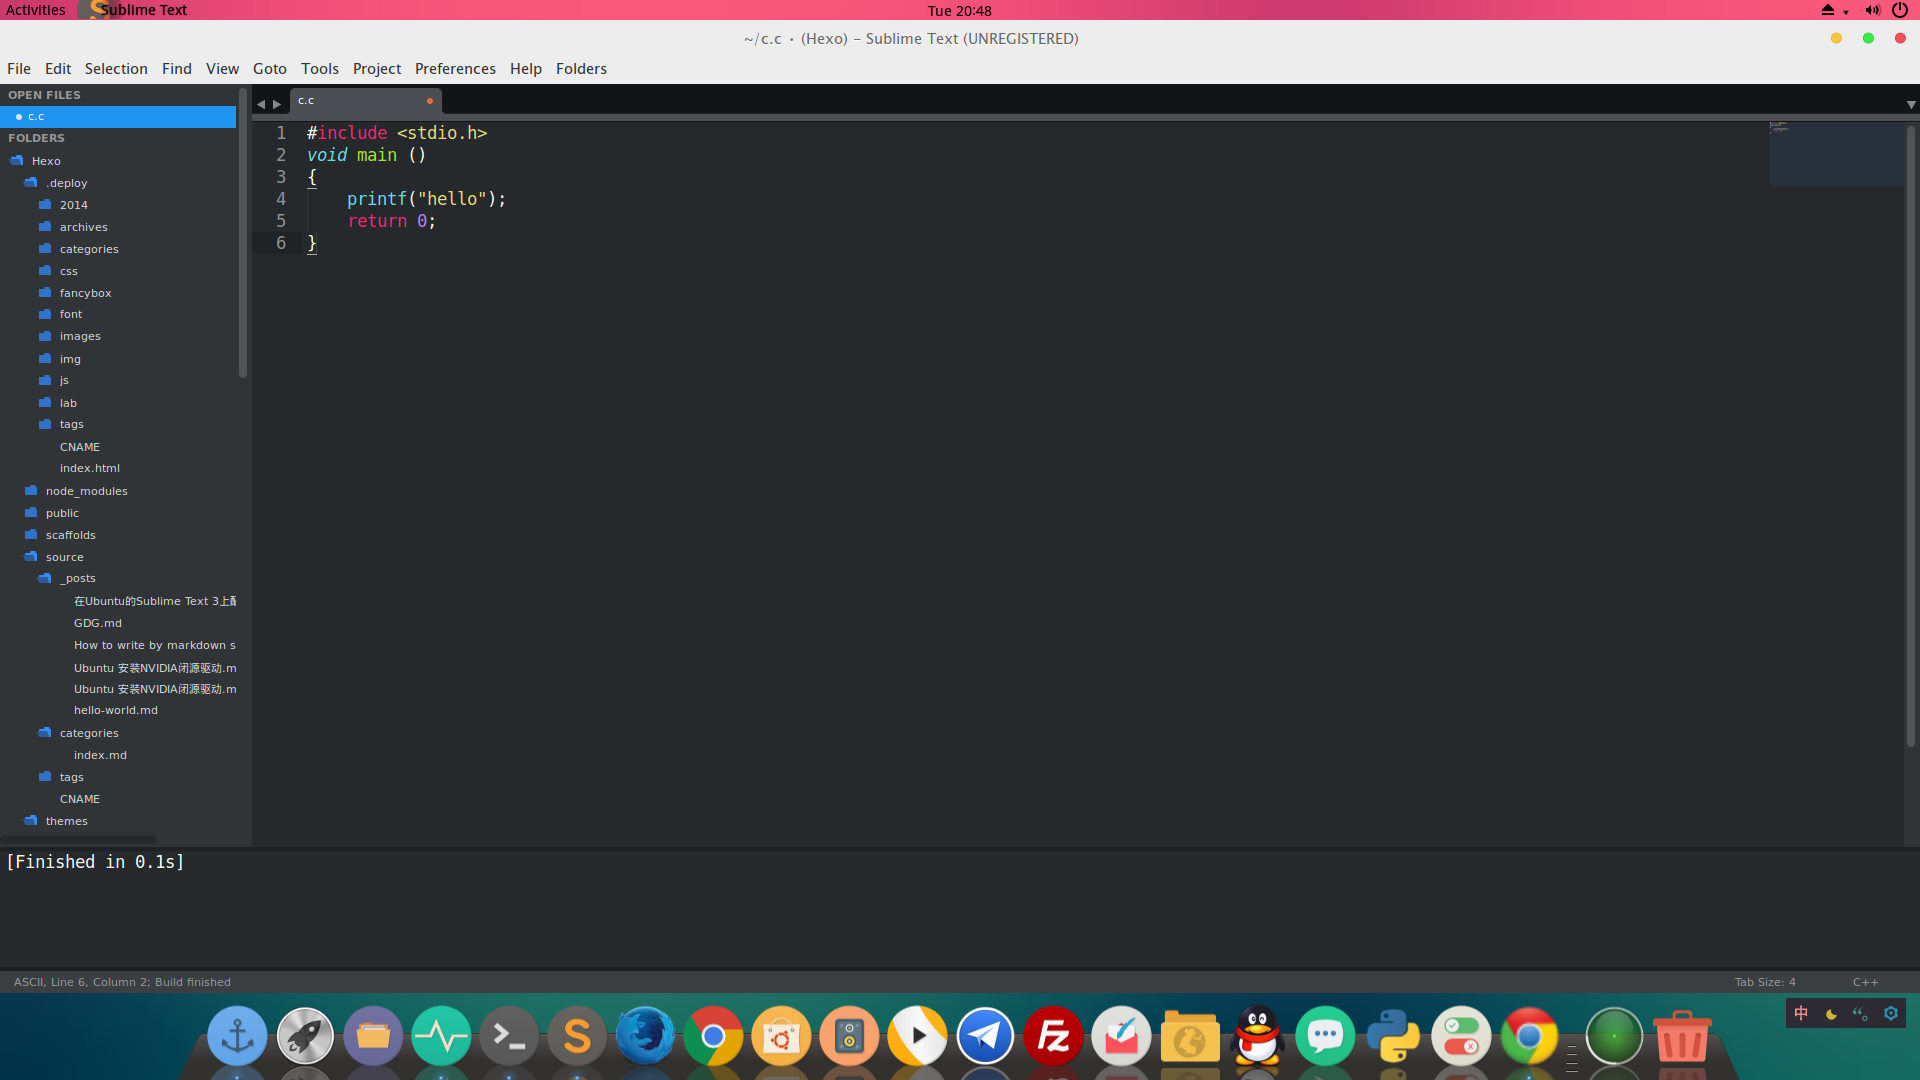 Activities
Sublime Text
Tue 20:48
~/c.c • (Hexo) – Sublime Text (UNREGISTERED)
File Edit Selection Find View Goto Tools Project Preferences Help Folders
OPEN FILES
c.c
FOLDERS
Hexo
.deploy
2014
archives
categories
css
fancybox
font
images
img
js
lab
tags
CNAME
index.html
node_modules
public
scaffolds
source
_posts
在Ubuntu的Sublime Text 3上配
GDG.md
How to write by markdown s
Ubuntu 安装NVIDIA闭源驱动.m
Ubuntu 安装NVIDIA闭源驱动.m
hello-world.md
categories
index.md
tags
CNAME
themes
c.c
1 #include <stdio.h>
2 void main ()
3 {
4 printf("hello");
5 return 0;
6 }
[Finished in 0.1s]
ASCII, Line 6, Column 2; Build finished
Tab Size: 4
C++
中